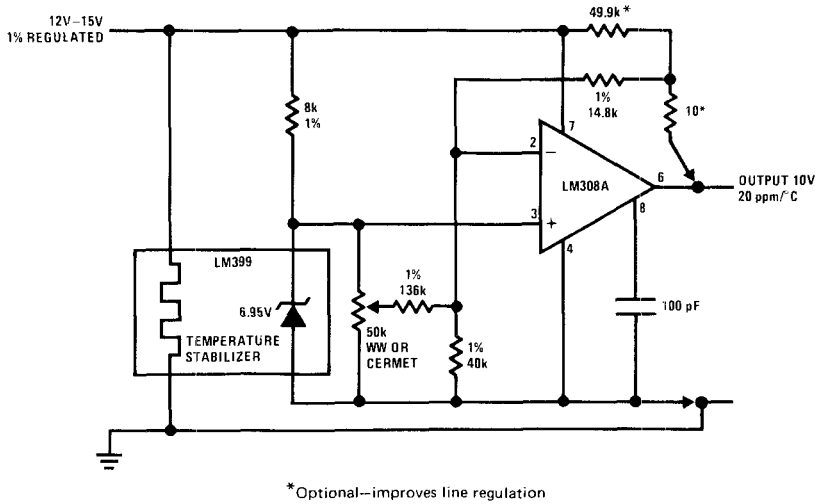 12V–15V
1% REGULATED
49.9k*
8k
1%
1%
14.8k
10*
7
2
–
LM308A
6
OUTPUT 10V
20 ppm/°C
3
+
8
4
LM399
6.95V
TEMPERATURE
STABILIZER
1%
136k
50k
WW OR
CERMET
1%
40k
100 pF
*Optional–improves line regulation